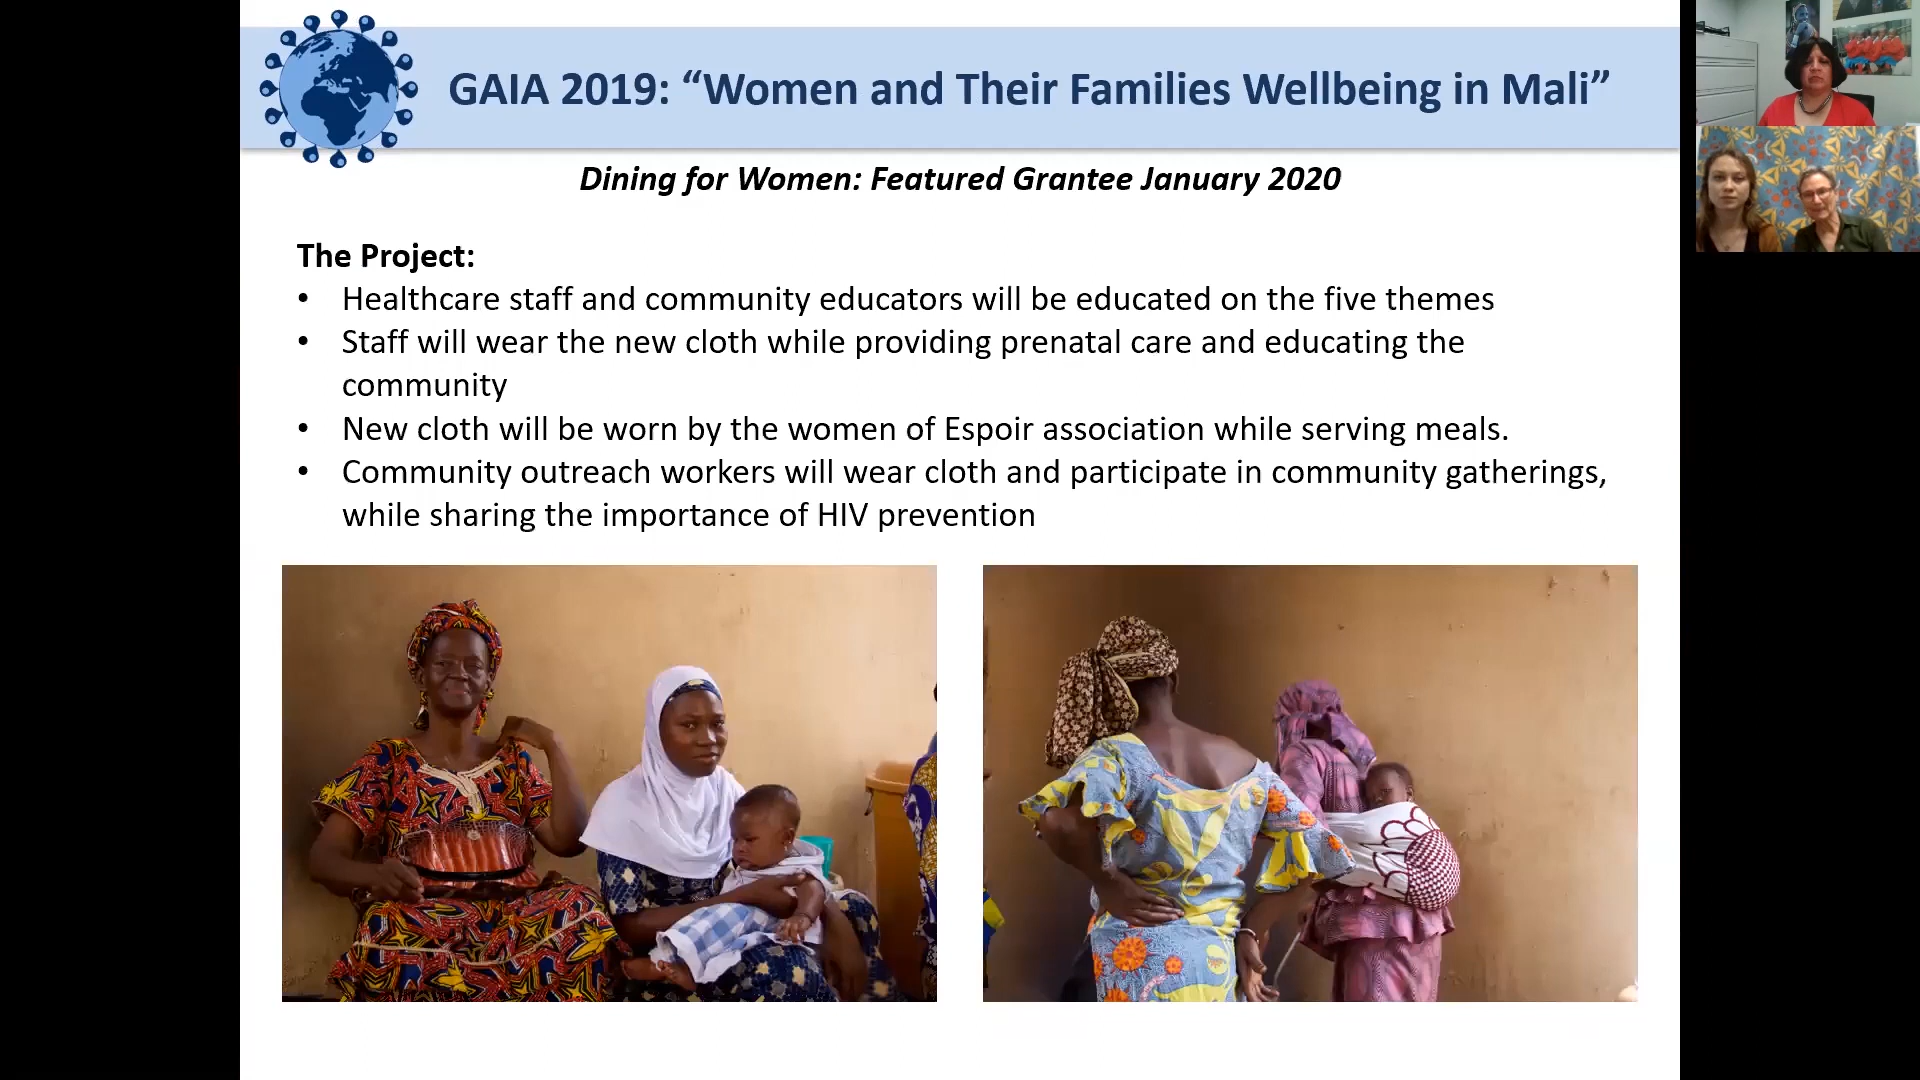 GAIA 2019: “Women and Their Families Wellbeing in Mali”
Dining for Women: Featured Grantee January 2020
The Project:
• Healthcare staff and community educators will be educated on the five themes
• Staff will wear the new cloth while providing prenatal care and educating the
community
• New cloth will be worn by the women of Espoir association while serving meals.
• Community outreach workers will wear cloth and participate in community gatherings,
while sharing the importance of HIV prevention